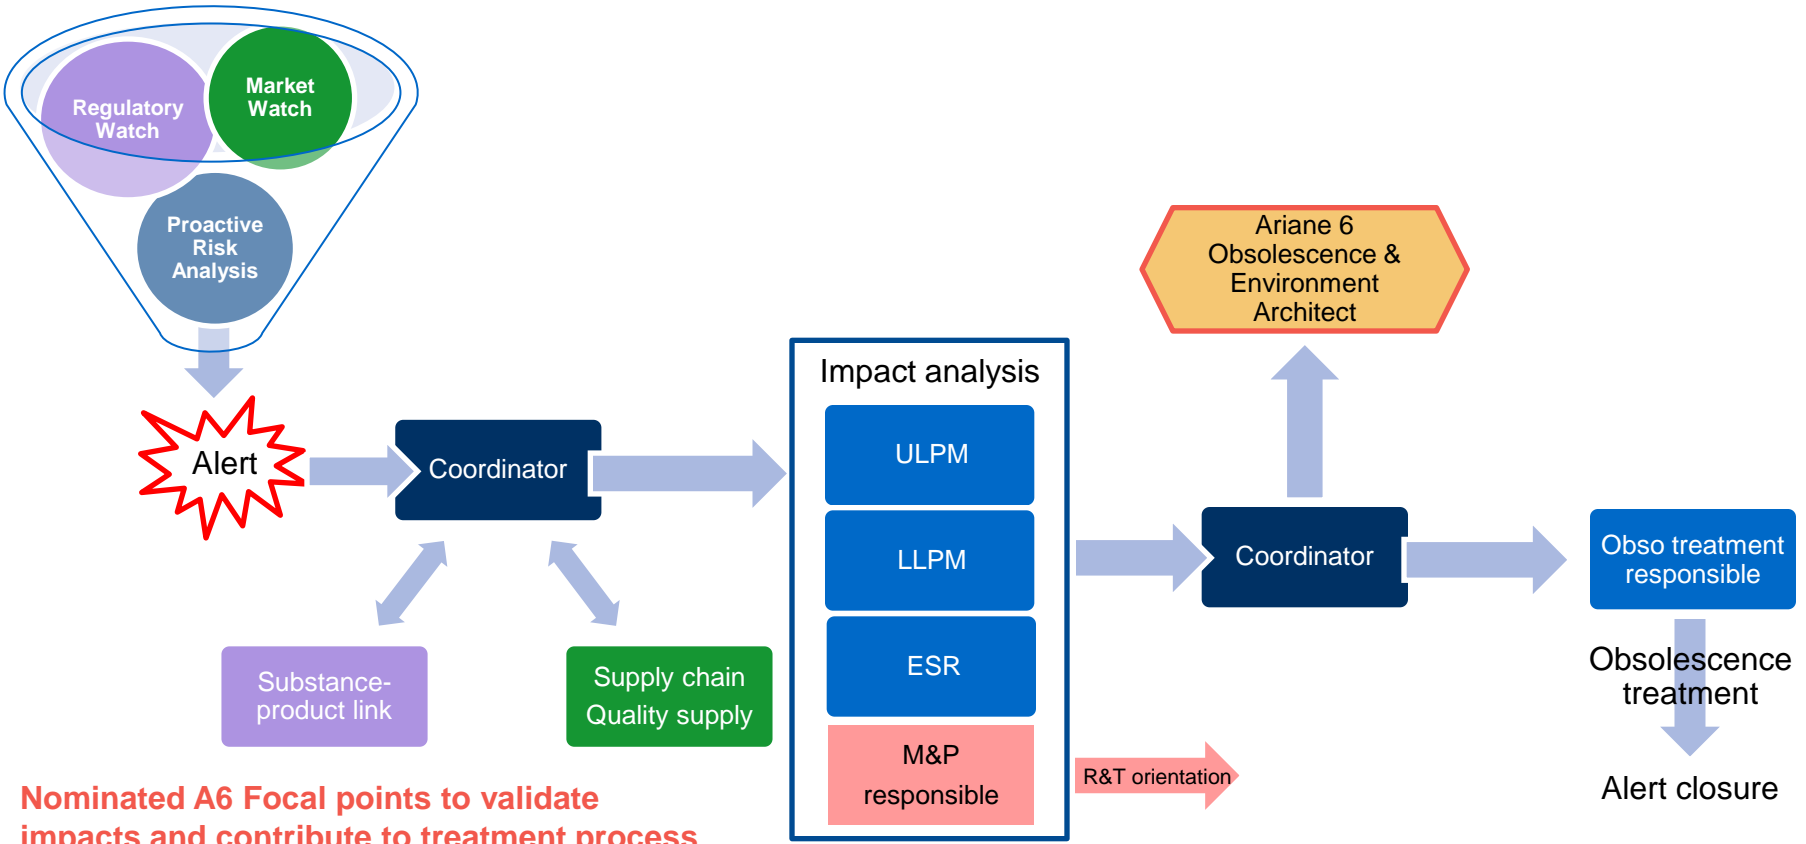 Regulatory
Watch
Market
Watch
Proactive
Risk
Analysis
Alert
Coordinator
Substance-
product link
Supply chain
Quality supply
Impact analysis
ULPM
LLPM
ESR
M&P
responsible
R&T orientation
Ariane 6
Obsolescence &
Environment
Architect
Coordinator
Obso treatment
responsible
Obsolescence
treatment
Alert closure
Nominated A6 Focal points to validate
impacts and contribute to treatment process